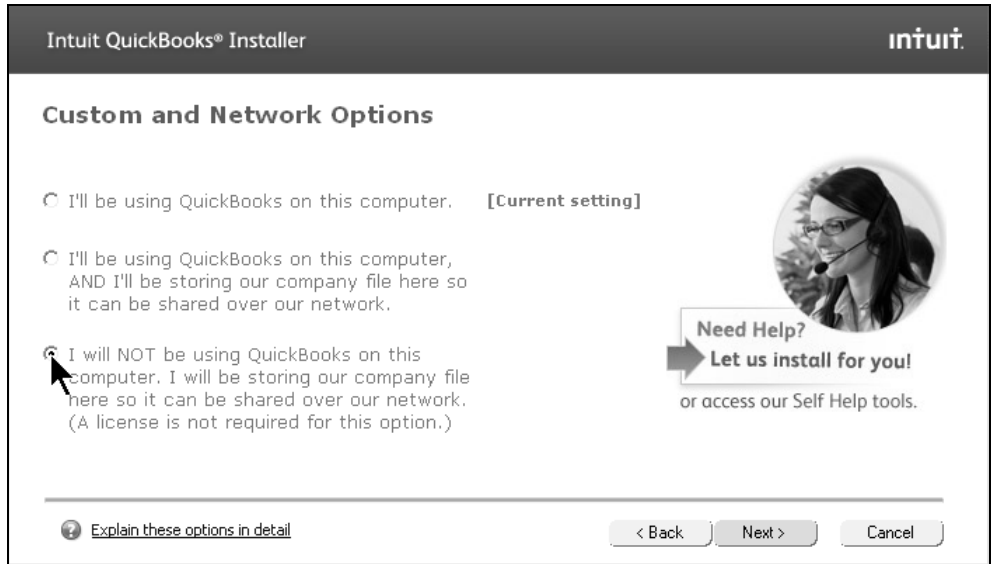 Intuit QuickBooks® Installer
ıntuıt.
Custom and Network Options
I'll be using QuickBooks on this computer. [Current setting]
I'll be using QuickBooks on this computer,
AND I'll be storing our company file here so
it can be shared over our network.
I will NOT be using QuickBooks on this
computer. I will be storing our company file
here so it can be shared over our network.
(A license is not required for this option.)
Need Help?
Let us install for you!
or access our Self Help tools.
? Explain these options in detail
< Back Next > Cancel